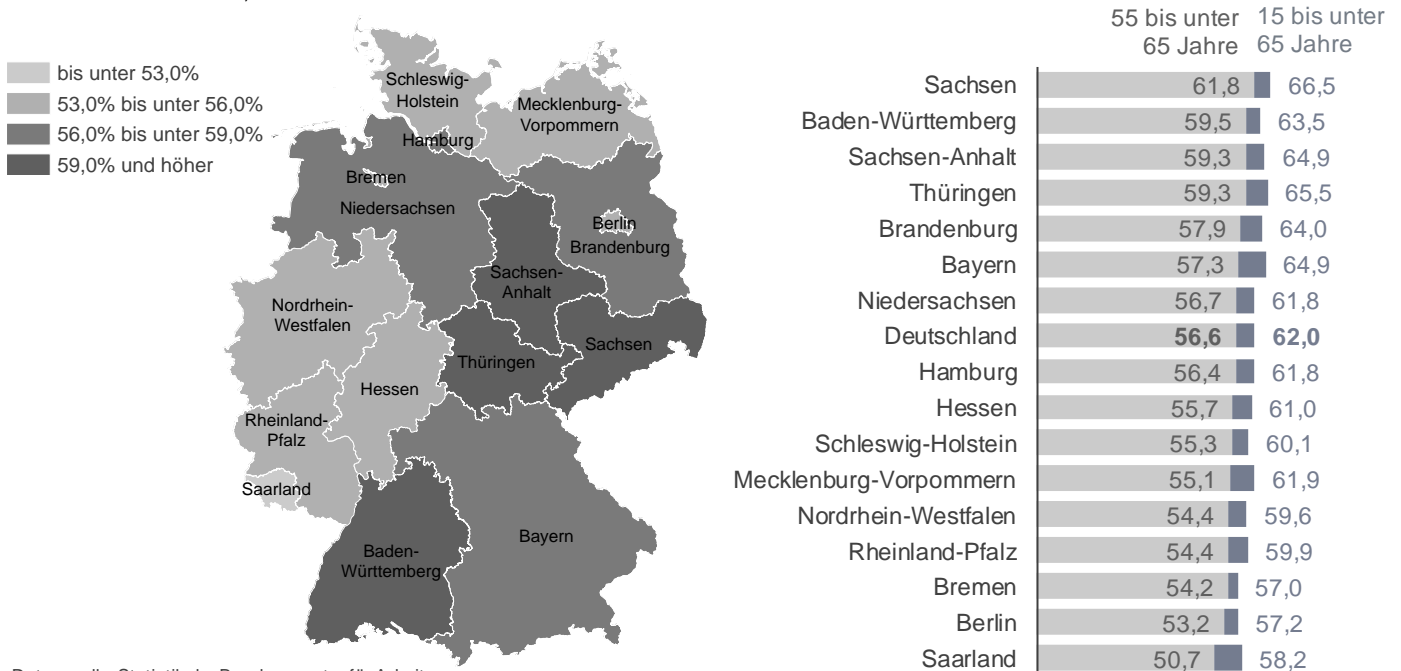 bis unter 53,0%
53,0% bis unter 56,0%
56,0% bis unter 59,0%
59,0% und höher
Schleswig-
Holstein
Mecklenburg-
Vorpommern
Hamburg
Bremen
Niedersachsen
Berlin
Brandenburg
Sachsen-
Anhalt
Nordrhein-
Westfalen
Sachsen
Thüringen
Hessen
Rheinland-
Pfalz
Saarland
Bayern
Baden-
Württemberg
55 bis unter 15 bis unter
65 Jahre 65 Jahre
Sachsen 61,8 66,5
Baden-Württemberg 59,5 63,5
Sachsen-Anhalt 59,3 64,9
Thüringen 59,3 65,5
Brandenburg 57,9 64,0
Bayern 57,3 64,9
Niedersachsen 56,7 61,8
Deutschland 56,6 62,0
Hamburg 56,4 61,8
Hessen 55,7 61,0
Schleswig-Holstein 55,3 60,1
Mecklenburg-Vorpommern 55,1 61,9
Nordrhein-Westfalen 54,4 59,6
Rheinland-Pfalz 54,4 59,9
Bremen 54,2 57,0
Berlin 53,2 57,2
Saarland 50,7 58,2